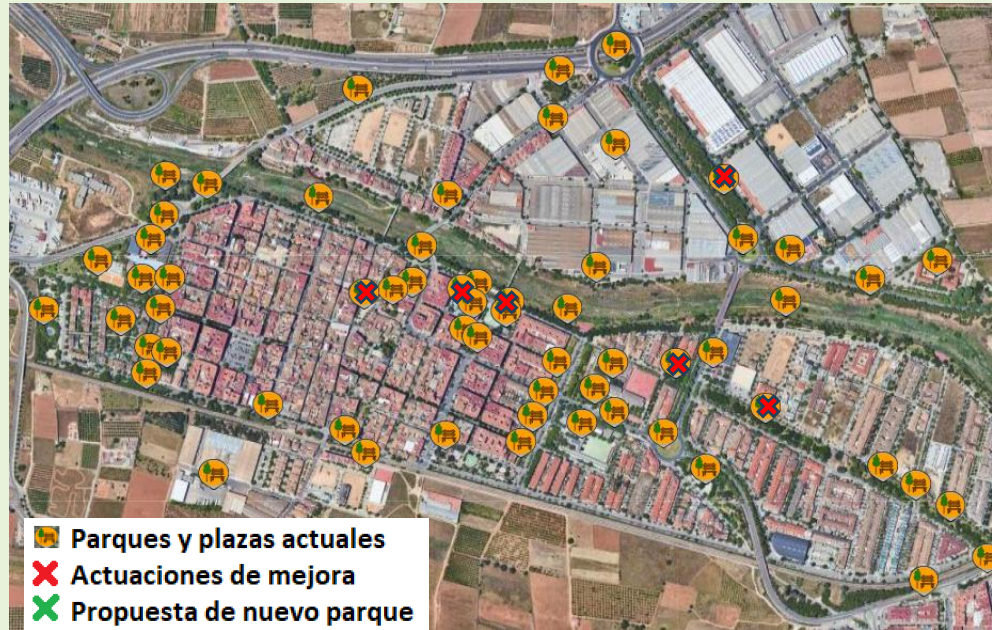 Parques y plazas actuales
Actuaciones de mejora
Propuesta de nuevo parque